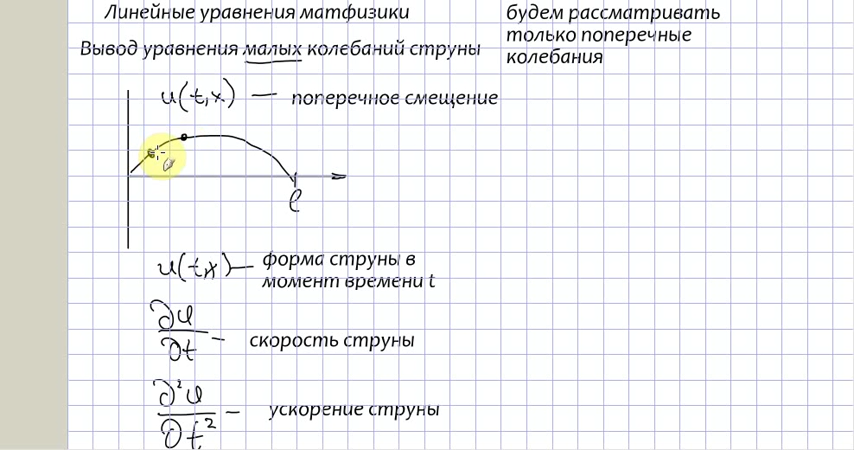 Линейные уравнения матфизики
Вывод уравнения малых колебаний струны
будем рассматривать
только поперечные
колебания
u(t,x) — поперечное смещение
ℓ
u(t,x) — форма струны в
момент времени t
∂u
∂t – скорость струны
∂²u
∂t² – ускорение струны